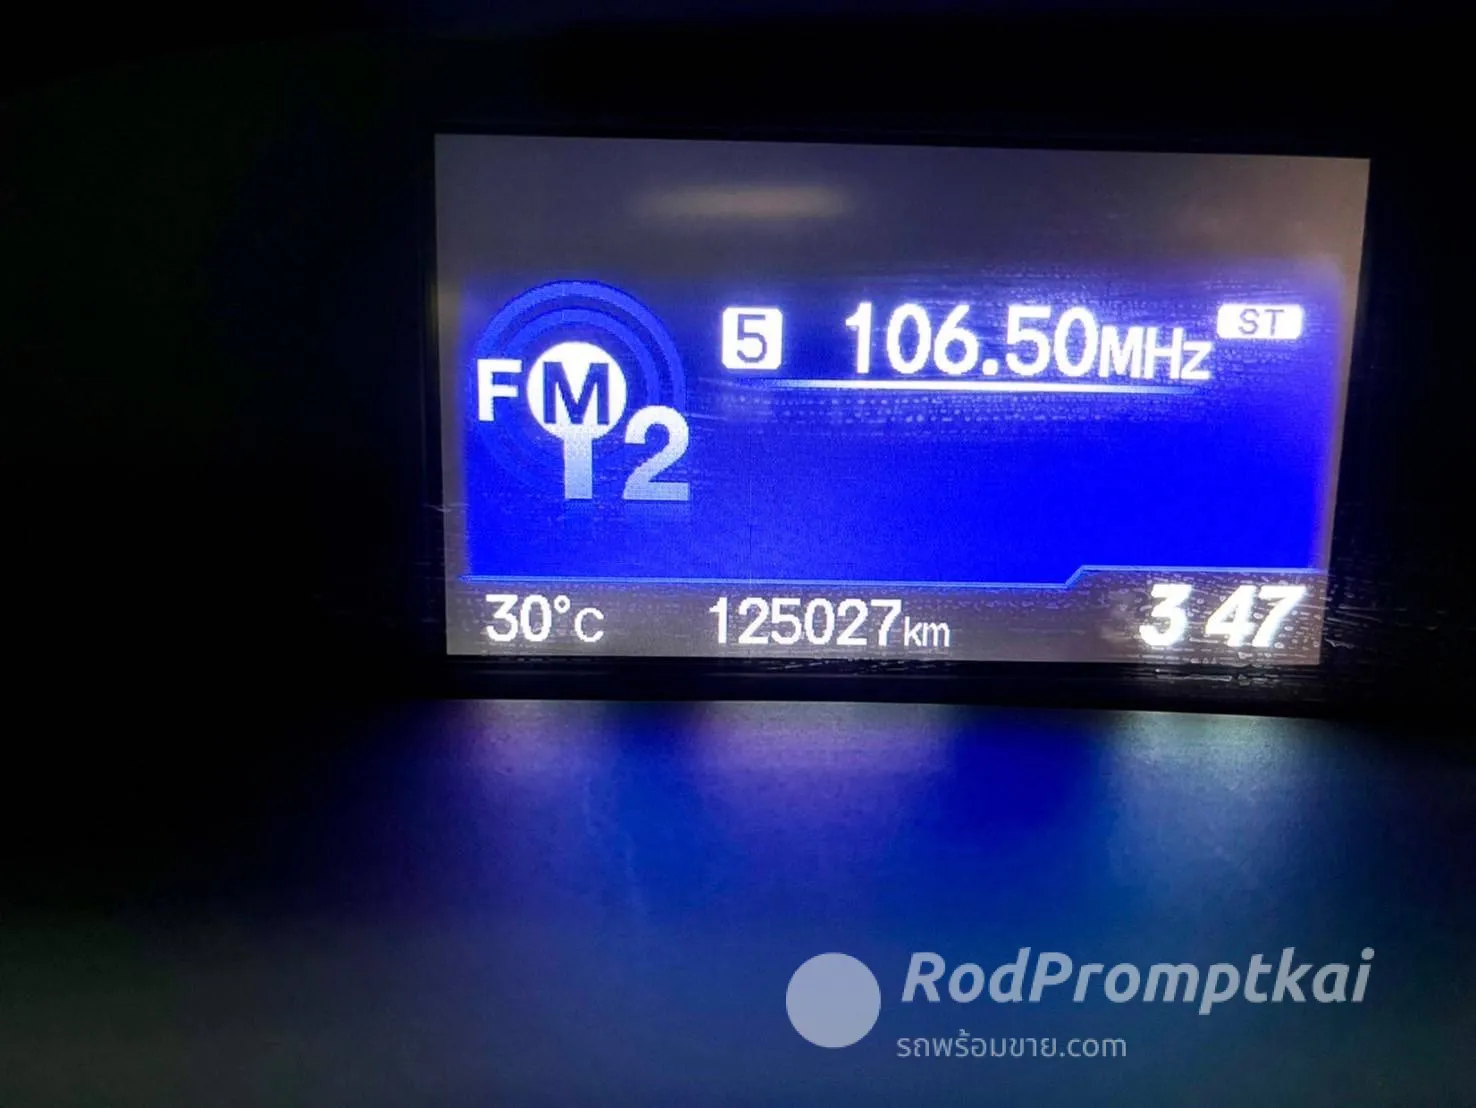 FM 2 5 106.50MHz ST
30°C 125027km 3 47
RodPromptkai
รถพร้อมขาย.com